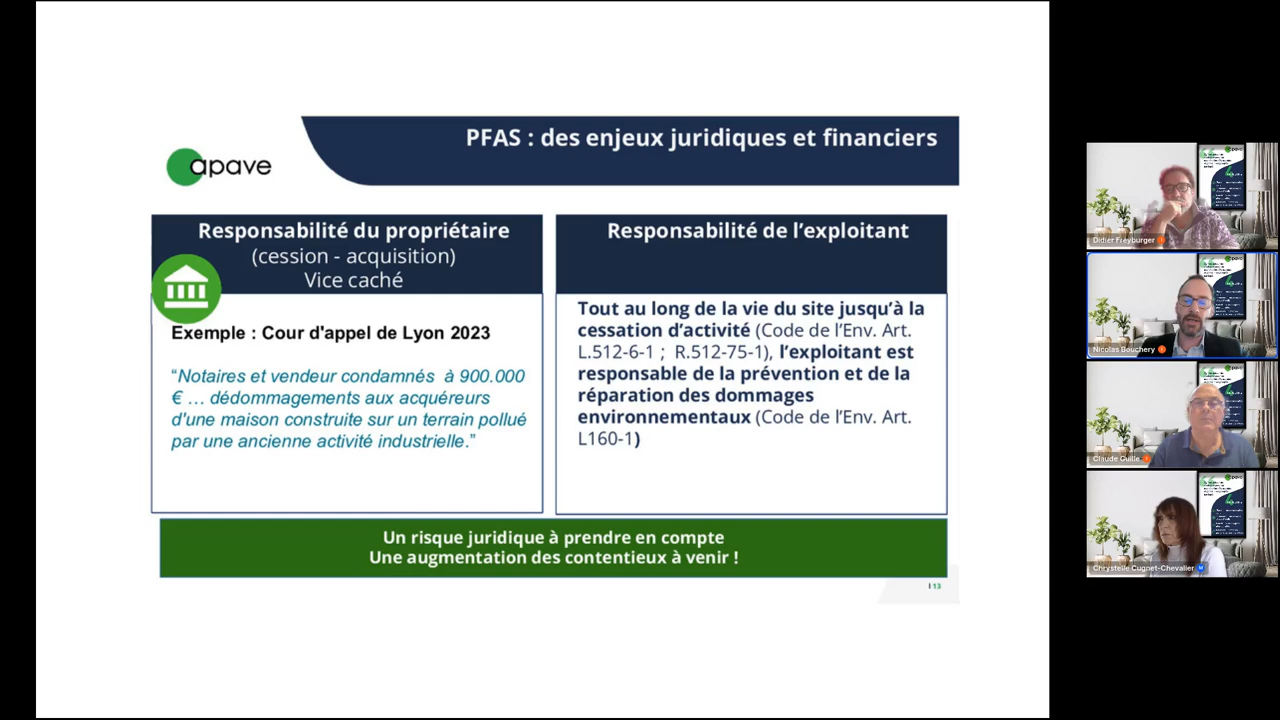 PFAS : des enjeux juridiques et financiers
apave
Responsabilité du propriétaire
(cession - acquisition)
Vice caché
Exemple : Cour d'appel de Lyon 2023
“Notaires et vendeur condamnés à 900.000
€ … dédommagements aux acquéreurs
d'une maison construite sur un terrain pollué
par une ancienne activité industrielle.”
Responsabilité de l’exploitant
Tout au long de la vie du site jusqu’à la
cessation d’activité (Code de l’Env. Art.
L.512-6-1 ; R.512-75-1), l’exploitant est
responsable de la prévention et de la
réparation des dommages
environnementaux (Code de l’Env. Art.
L160-1)
Un risque juridique à prendre en compte
Une augmentation des contentieux à venir !
13
Didier Freyburger
Nicolas Bouchery
Claude Guille
Chrystelle Cugnet-Chevalier